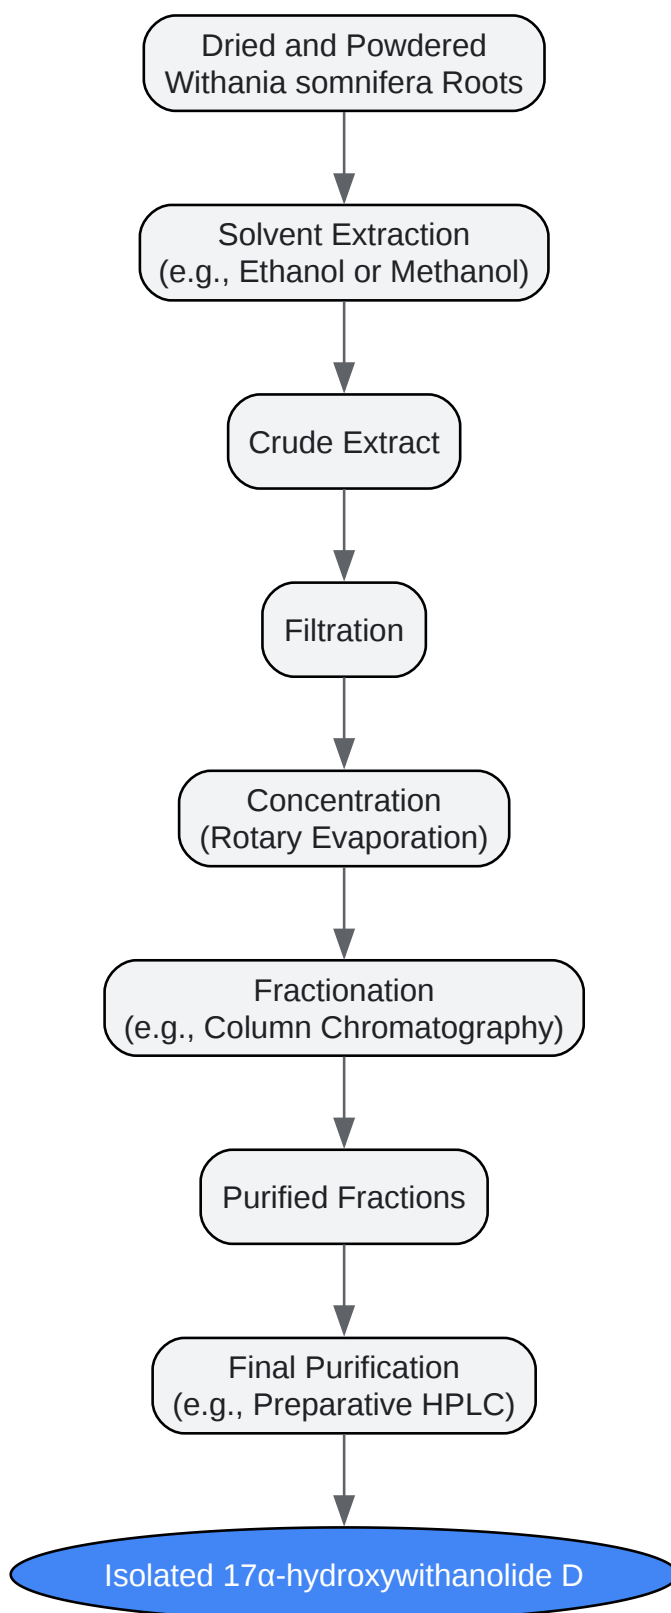 Dried and Powdered
Withania somnifera Roots
Solvent Extraction
(e.g., Ethanol or Methanol)
Crude Extract
Filtration
Concentration
(Rotary Evaporation)
Fractionation
(e.g., Column Chromatography)
Purified Fractions
Final Purification
(e.g., Preparative HPLC)
Isolated 17α-hydroxywithanolide D